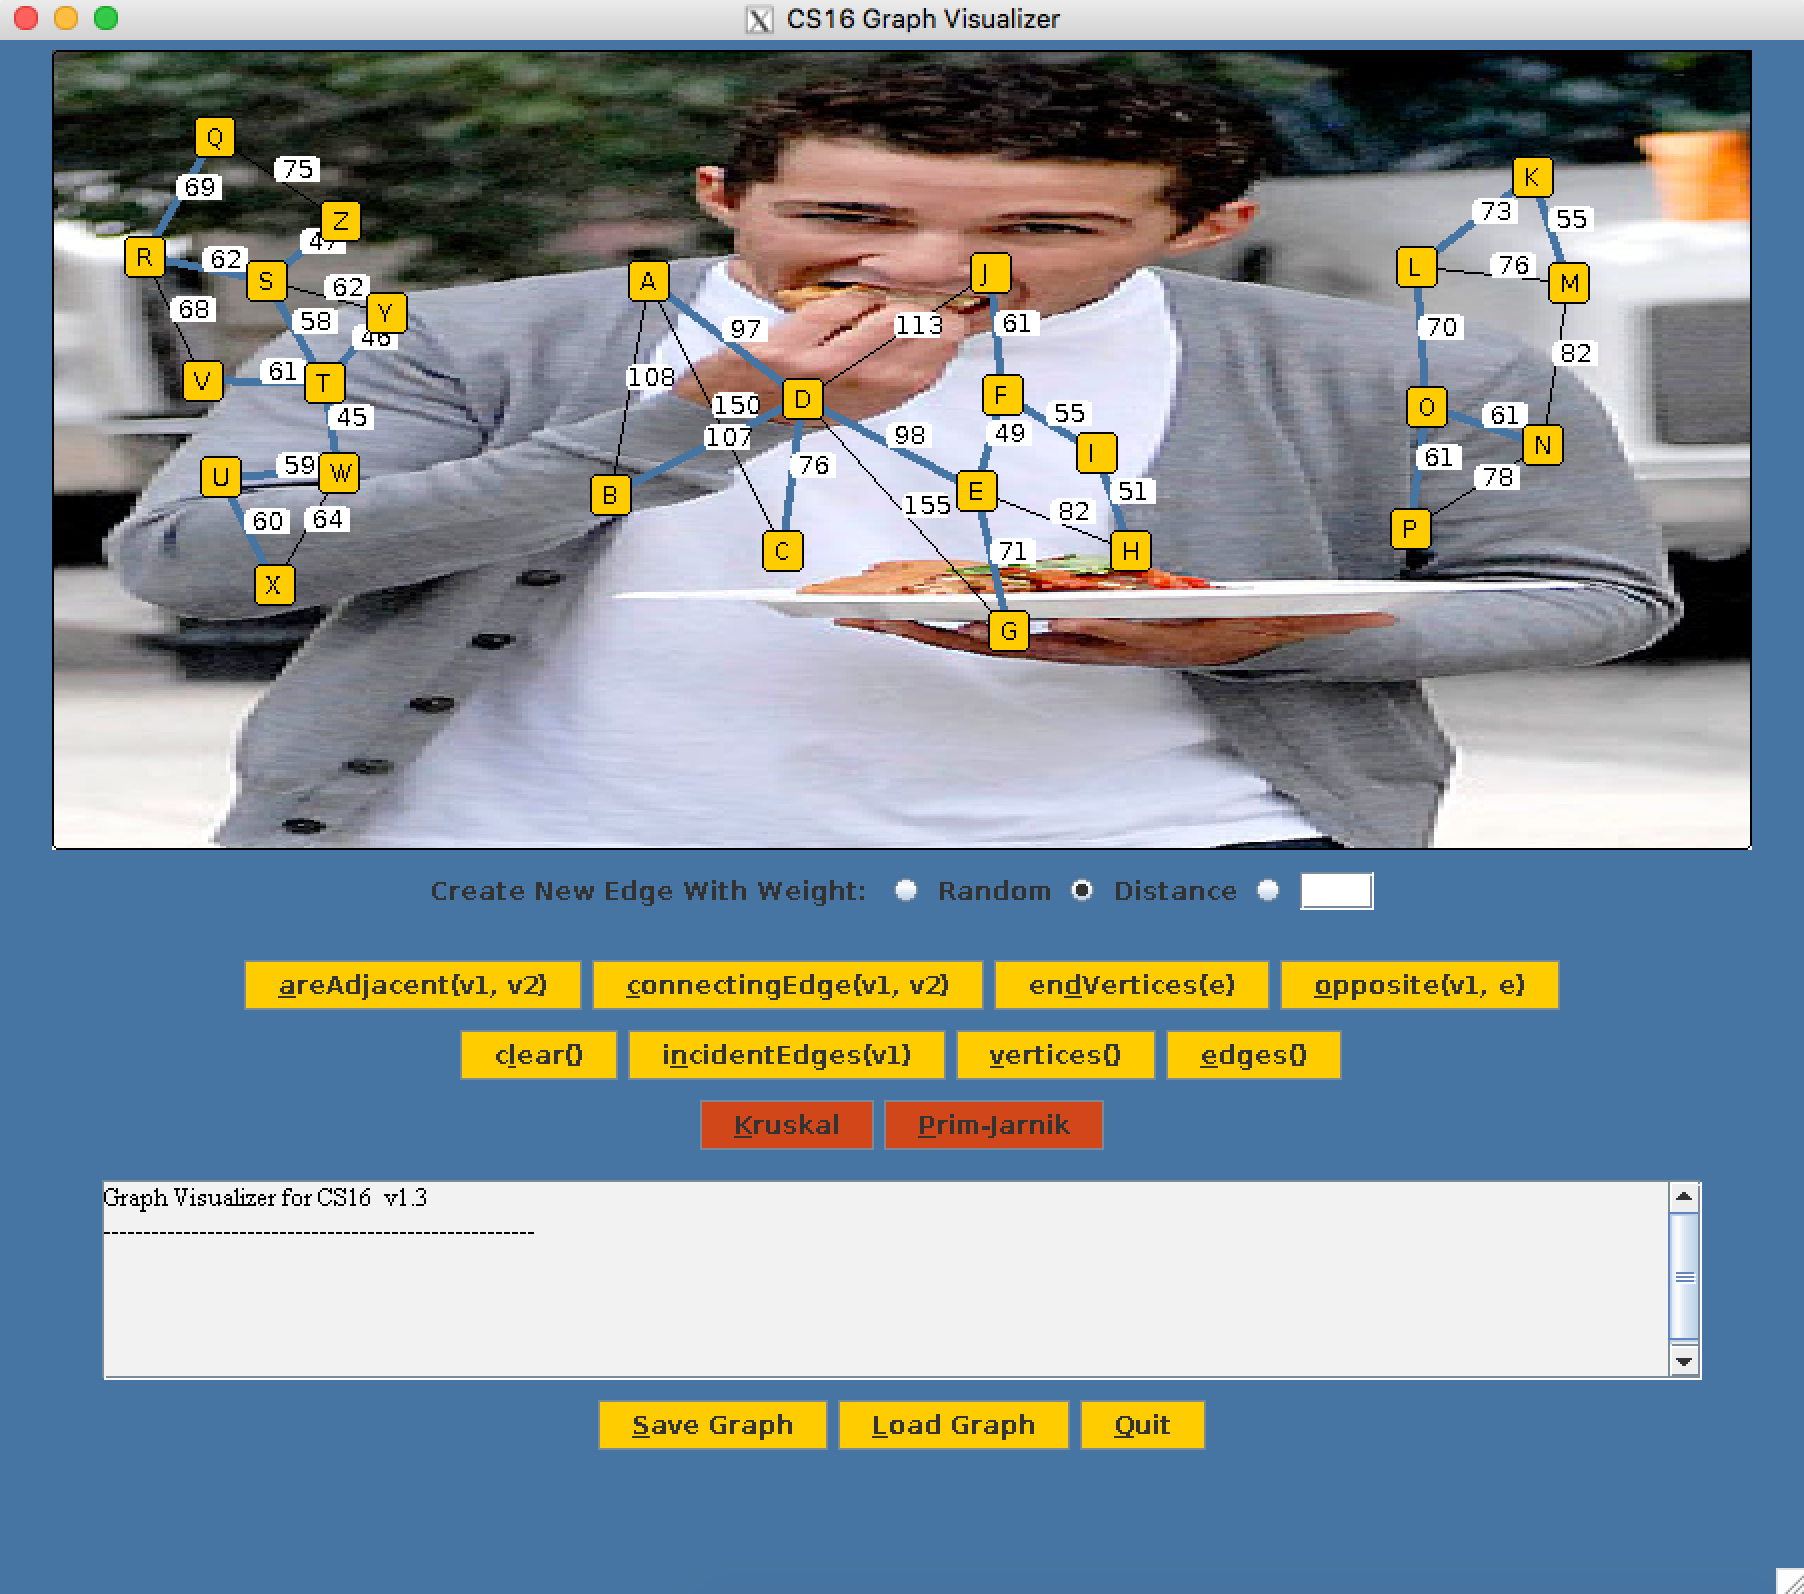 CS16 Graph Visualizer
Q
75
69
Z
47
R
62
S
62
Y
68
58
46
V
61
T
45
U
59
W
60
64
X
A
J
97
113
61
108
D
150
F
55
107
98
49
I
76
B
E
155
82
51
C
71
H
G
K
73
55
L
76
M
70
82
O
61
N
61
78
P
Create New Edge With Weight: Random Distance
areAdjacent(v1, v2) connectingEdge(v1, v2) endVertices(e) opposite(v1, e)
clear() incidentEdges(v1) vertices() edges()
Kruskal Prim-Jarnik
Graph Visualizer for CS16 v1.3
------------------------------------------------------
Save Graph Load Graph Quit